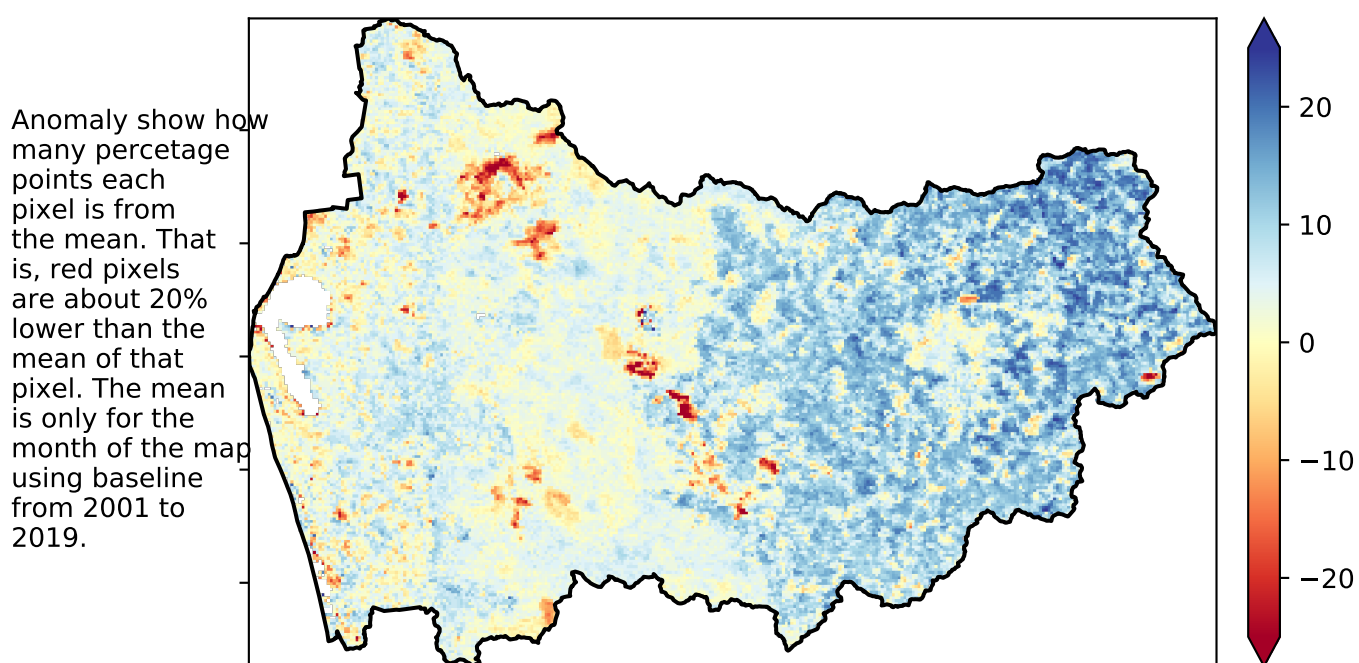 Anomaly show how
many percetage
points each
pixel is from
the mean. That
is, red pixels
are about 20%
lower than the
mean of that
pixel. The mean
is only for the
month of the map
using baseline
from 2001 to
2019.
20
10
0
−10
−20